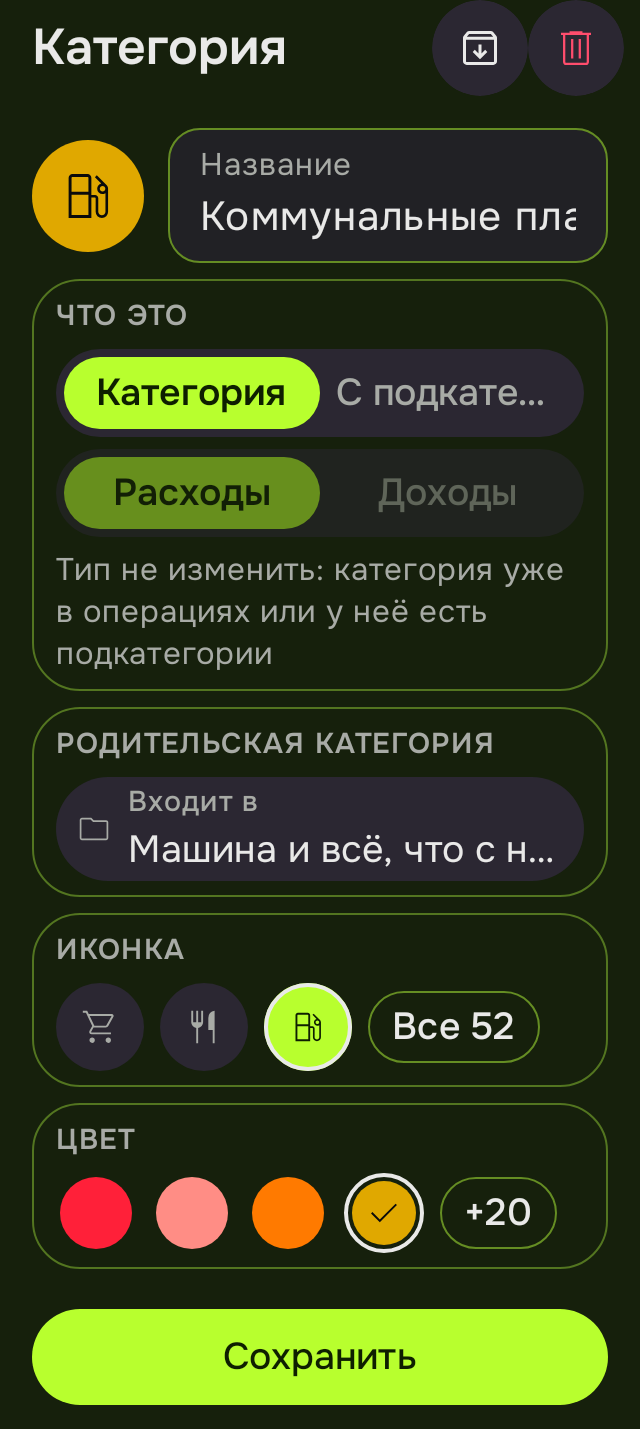 Категория
Название
Коммунальные пла
что это
Категория
С подкате...
Расходы
Доходы
Тип не изменить: категория уже
в операциях или у неё есть
подкатегории
РОДИТЕЛЬСКАЯ КАТЕГОРИЯ
Входит в
Машина и всё, что с н...
ИКОНКА
Все 52
ЦВЕТ
+20
Сохранить